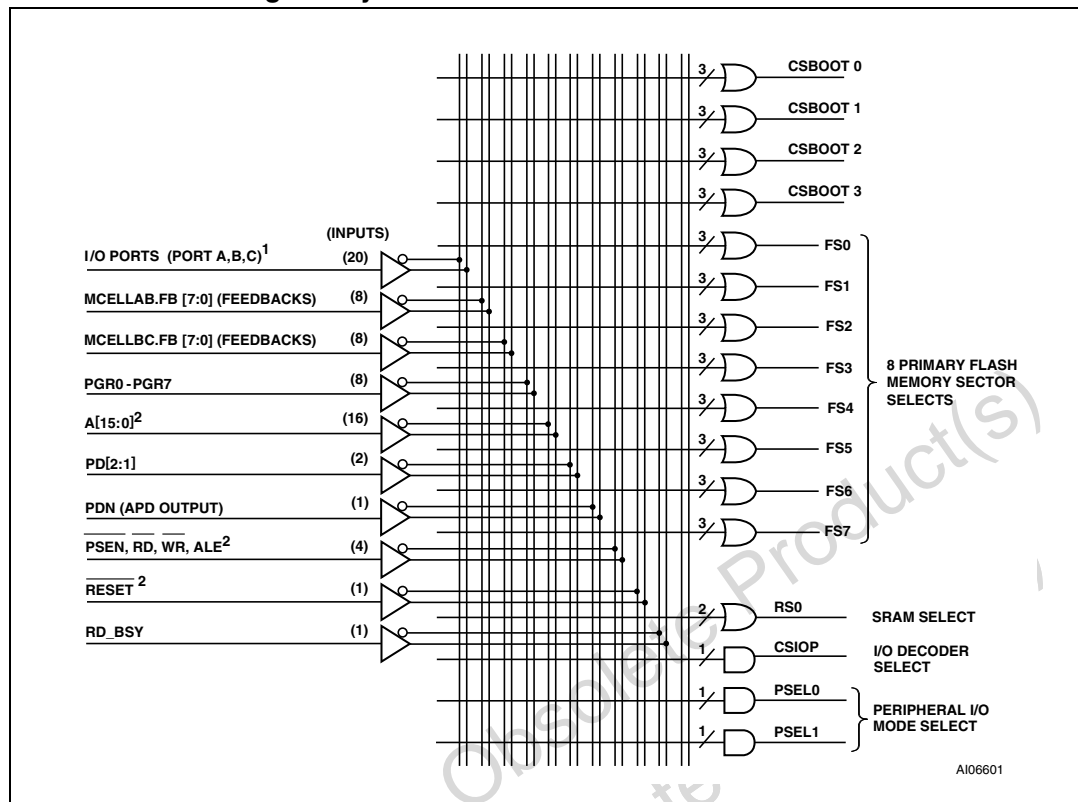 3 CSBOOT 0
3 CSBOOT 1
3 CSBOOT 2
3 CSBOOT 3
(INPUTS)
I/O PORTS (PORT A,B,C)1 (20)
MCELLAB.FB [7:0] (FEEDBACKS) (8)
MCELLBC.FB [7:0] (FEEDBACKS) (8)
PGR0 -PGR7 (8)
A[15:0]2 (16)
PD[2:1] (2)
PDN (APD OUTPUT) (1)
PSEN, RD, WR, ALE2 (4)
RESET 2 (1)
RD_BSY (1)
3 FS0
3 FS1
3 FS2
3 FS3
3 FS4
3 FS5
3 FS6
3 FS7
8 PRIMARY FLASH
MEMORY SECTOR
SELECTS
2 RS0 SRAM SELECT
1 CSIOP I/O DECODER
SELECT
1 PSEL0
1 PSEL1
PERIPHERAL I/O
MODE SELECT
AI06601
Obsolete Product(s)